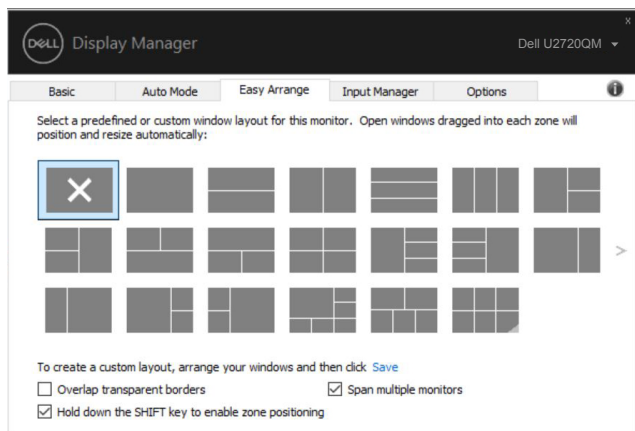 x
DELL Display Manager Dell U2720QM
Basic Auto Mode Easy Arrange Input Manager Options i
Select a predefined or custom window layout for this monitor. Open windows dragged into each zone will
position and resize automatically:
>
To create a custom layout, arrange your windows and then click Save
Overlap transparent borders Span multiple monitors
Hold down the SHIFT key to enable zone positioning